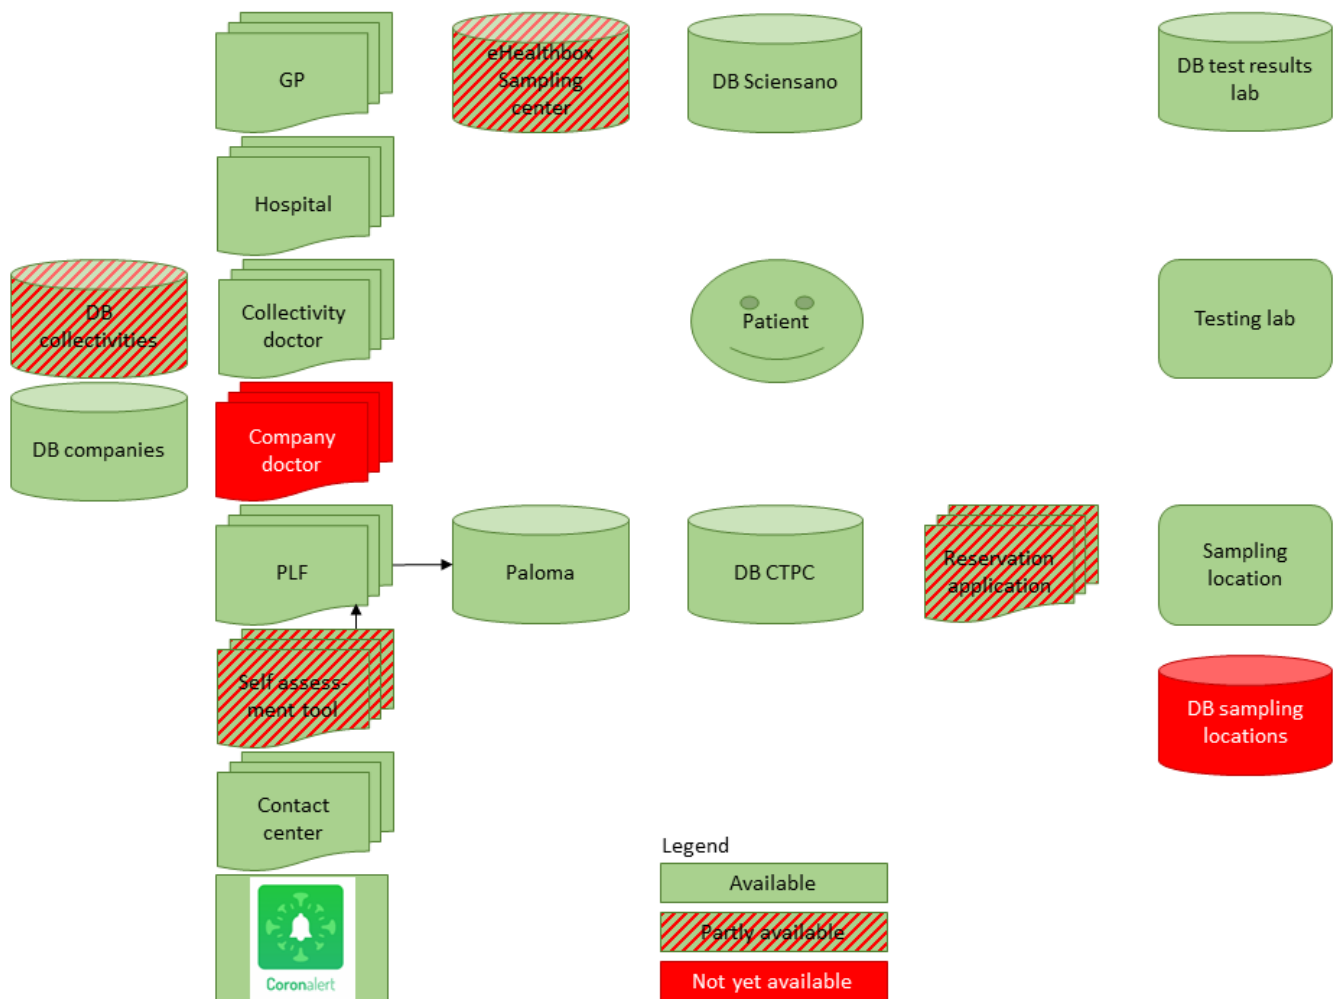 GP
eHealthbox
Sampling
center
DB Sciensano
DB test results
lab
Hospital
DB
collectivities
Collectivity
doctor
Patient
Testing lab
DB companies
Company
doctor
PLF
Paloma
DB CTPC
Reservation
application
Sampling
location
Self assess-
ment tool
DB sampling
locations
Contact
center
Legend
Available
Partly available
Not yet available
Coronalert